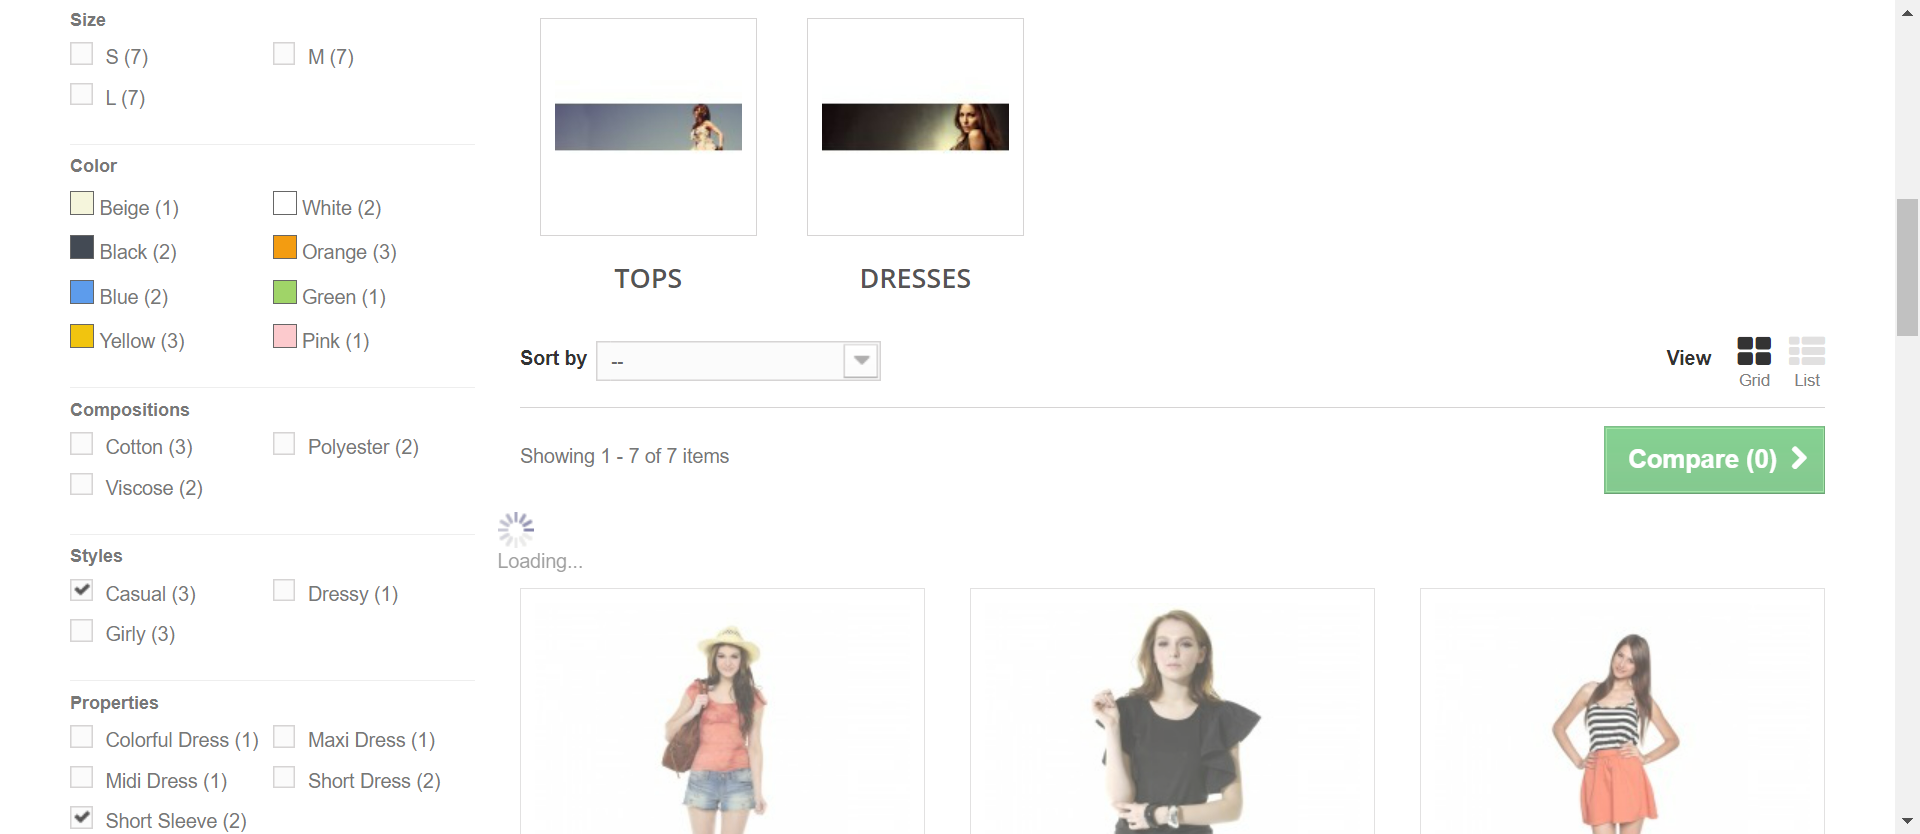 Size
S (7)
M (7)
L (7)
Color
Beige (1)
White (2)
Black (2)
Orange (3)
Blue (2)
Green (1)
Yellow (3)
Pink (1)
Compositions
Cotton (3)
Polyester (2)
Viscose (2)
Styles
Casual (3)
Dressy (1)
Girly (3)
Properties
Colorful Dress (1)
Maxi Dress (1)
Midi Dress (1)
Short Dress (2)
Short Sleeve (2)
TOPS
DRESSES
Sort by
--
View
Grid
List
Showing 1 - 7 of 7 items
Compare (0)
Loading...